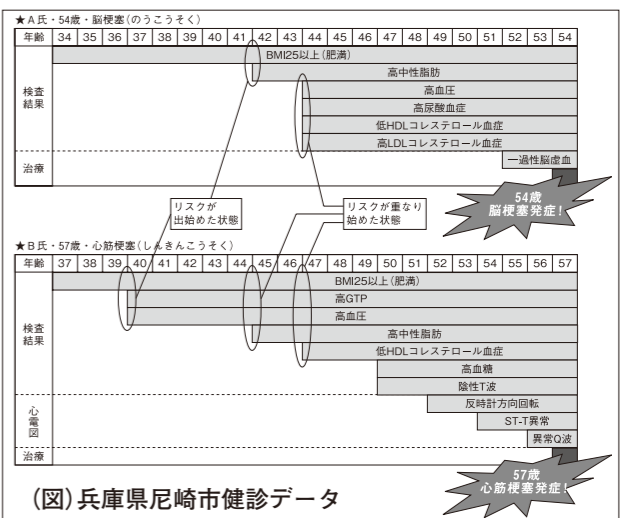 ★A氏・54歳・脳梗塞(のうこうそく)
年齢 34 35 36 37 38 39 40 41 42 43 44 45 46 47 48 49 50 51 52 53 54
BMI25以上(肥満)
高中性脂肪
検査結果
高血圧
高尿酸血症
低HDLコレステロール血症
高LDLコレステロール血症
治療
一過性脳虚血
54歳
脳梗塞発症!
リスクが
出始めた状態
リスクが重なり
始めた状態
★B氏・57歳・心筋梗塞(しんきんこうそく)
年齢 37 38 39 40 41 42 43 44 45 46 47 48 49 50 51 52 53 54 55 56 57
BMI25以上(肥満)
高GTP
高血圧
検査結果
高中性脂肪
低HDLコレステロール血症
高血糖
陰性T波
心電図
反時計方向回転
ST-T異常
異常Q波
治療
57歳
心筋梗塞発症!
(図)兵庫県尼崎市健診データ